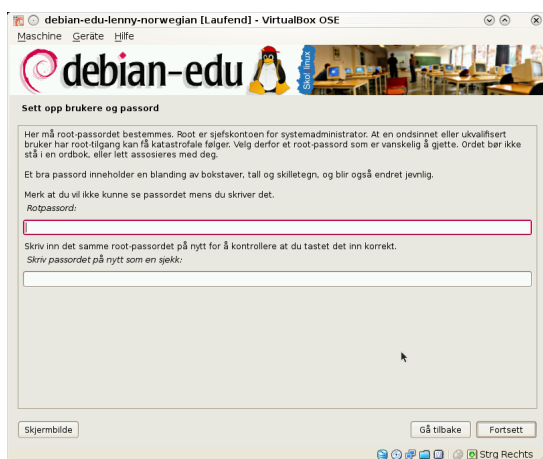 debian-edu-lenny-norwegian [Laufend] - VirtualBox OSE
Maschine Geräte Hilfe
debian-edu
Skolelinux
Sett opp brukere og passord
Her må root-passordet bestemmes. Root er sjefskontoen for systemadministrator. At en ondsinnet eller ukvalifisert
bruker har root-tilgang kan få katastrofale følger. Velg derfor et root-passord som er vanskelig å gjette. Ordet bør ikke
stå i en ordbok, eller lett assosieres med deg.
Et bra passord inneholder en blanding av bokstaver, tall og skilletegn, og blir også endret jevnlig.
Merk at du vil ikke kunne se passordet mens du skriver det.
Rotpassord:
Skriv inn det samme root-passordet på nytt for å kontrollere at du tastet det inn korrekt.
Skriv passordet på nytt som en sjekk:
Skjermbilde
Gå tilbake
Fortsett
Strg Rechts